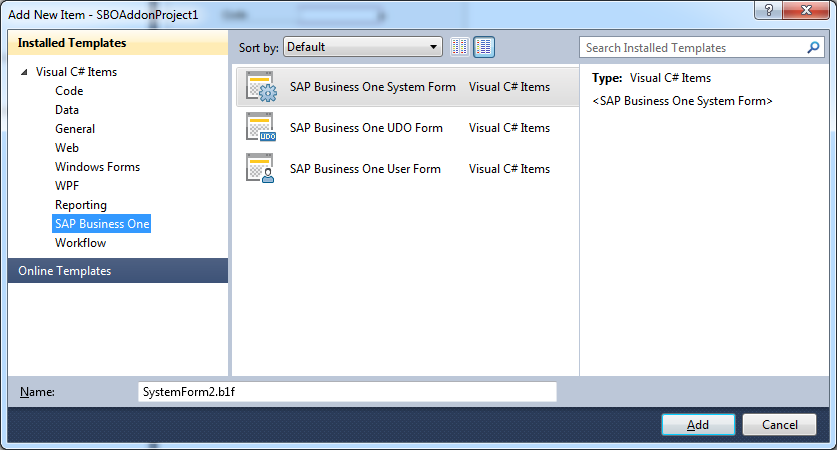 Add New Item - SBOAddonProject1
Installed Templates
Visual C# Items
Code
Data
General
Web
Windows Forms
WPF
Reporting
SAP Business One
Workflow
Online Templates
Sort by: Default
SAP Business One System Form Visual C# Items
SAP Business One UDO Form Visual C# Items
UDO
SAP Business One User Form Visual C# Items
Search Installed Templates
Type: Visual C# Items
<SAP Business One System Form>
Name: SystemForm2.b1f
Add Cancel